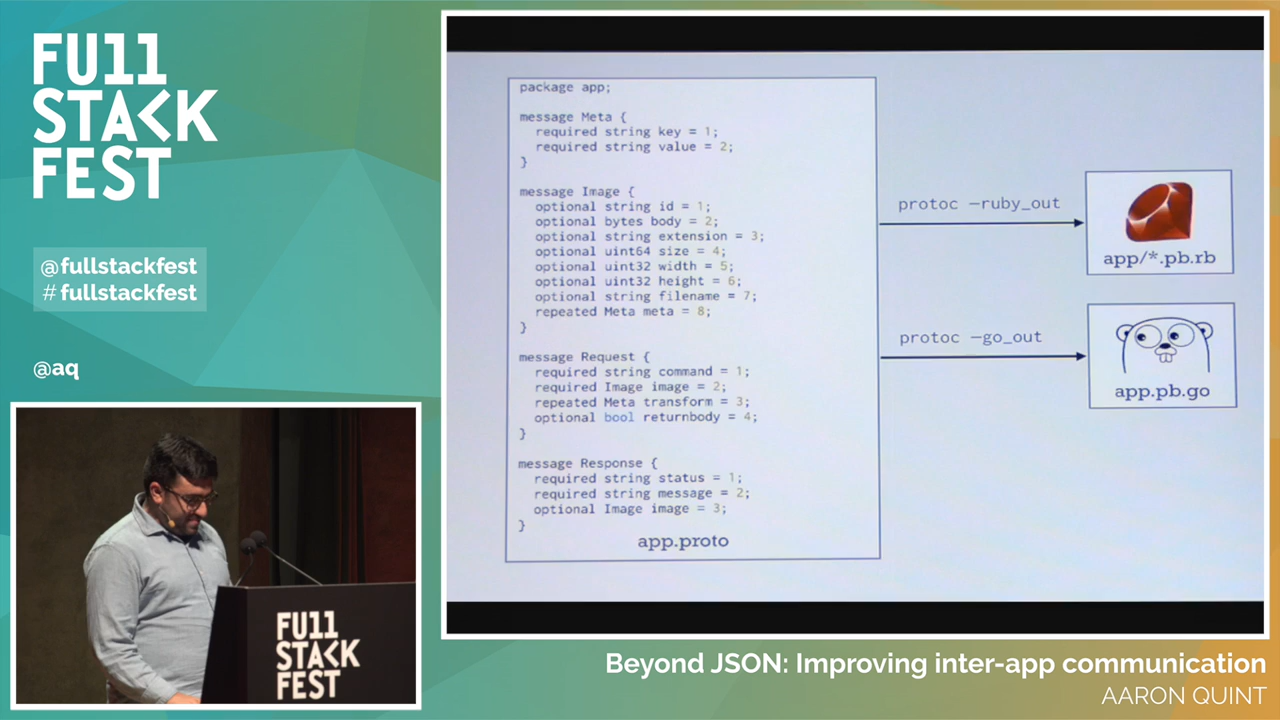 FU11
STACK
FEST
@fullstackfest
# fullstackfest
@aq
FU11
STACK
FEST
package app;
message Meta {
required string key = 1;
required string value = 2;
}
message Image {
optional string id = 1;
optional bytes body = 2;
optional string extension = 3;
optional uint64 size = 4;
optional uint32 width = 5;
optional uint32 height = 6;
optional string filename = 7;
repeated Meta meta = 8;
}
message Request {
required string command = 1;
required Image image = 2;
repeated Meta transform = 3;
optional bool returnbody = 4;
}
message Response {
required string status = 1;
required string message = 2;
optional Image image = 3;
}
app.proto
protoc —ruby_out
app/*.pb.rb
protoc —go_out
app.pb.go
Beyond JSON: Improving inter-app communication
AARON QUINT